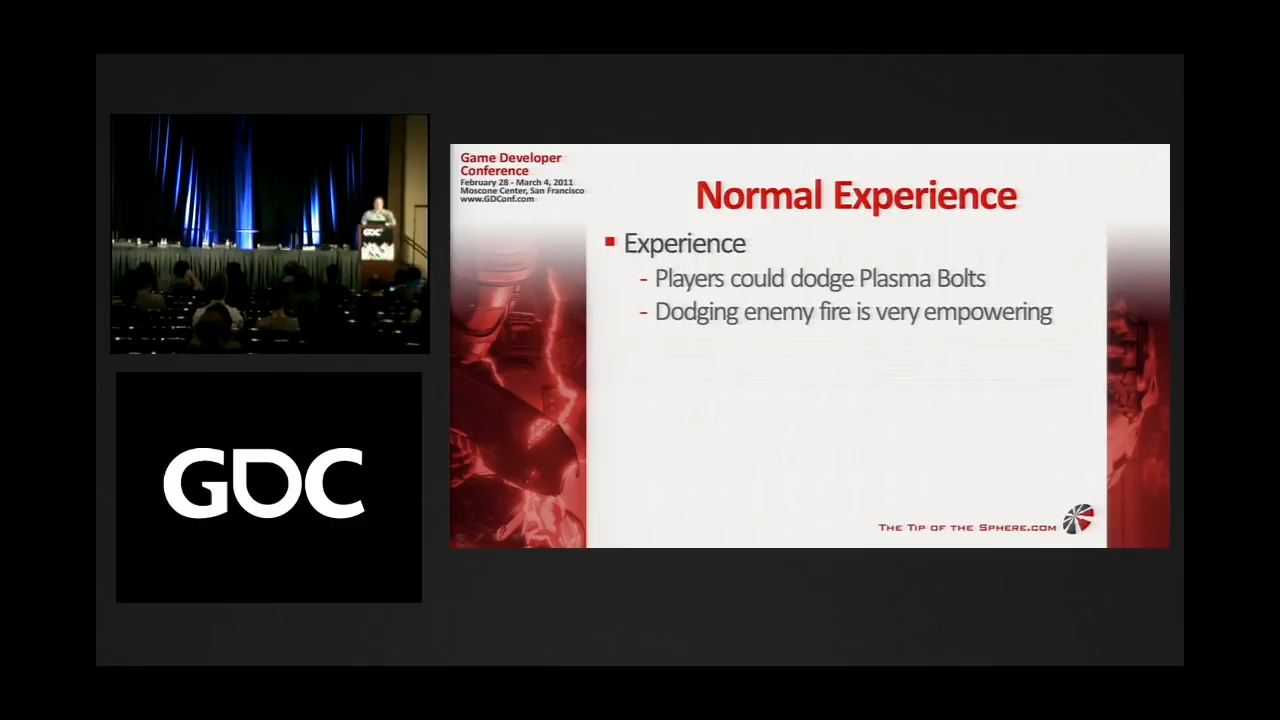 GDC
GDC
Game Developer
Conference
February 28 - March 4, 2011
Moscone Center, San Francisco
www.GDConf.com
Normal Experience
Experience
- Players could dodge Plasma Bolts
- Dodging enemy fire is very empowering
The Tip of the Sphere.com